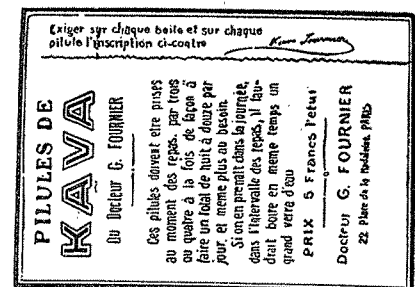 Exiger sur chaque boite et sur chaque
pilule l'inscription ci-contre
PILULES DE
KAVA
Du Docteur G. FOURNIER
Ces pilules doivent etre prises
au moment des repas. par trois
ou quatre à la fois de façon à
faire un total de huit à douze par
jour, et meme plus au besoin.
Si on en prenait dans la journée,
dans l'intervalle des repas, il fau-
drait boire en meme temps un
grand verre d'eau
PRIX 5 Francs l'etui
Docteur G. FOURNIER
22 Place de la Madeleine PARIS